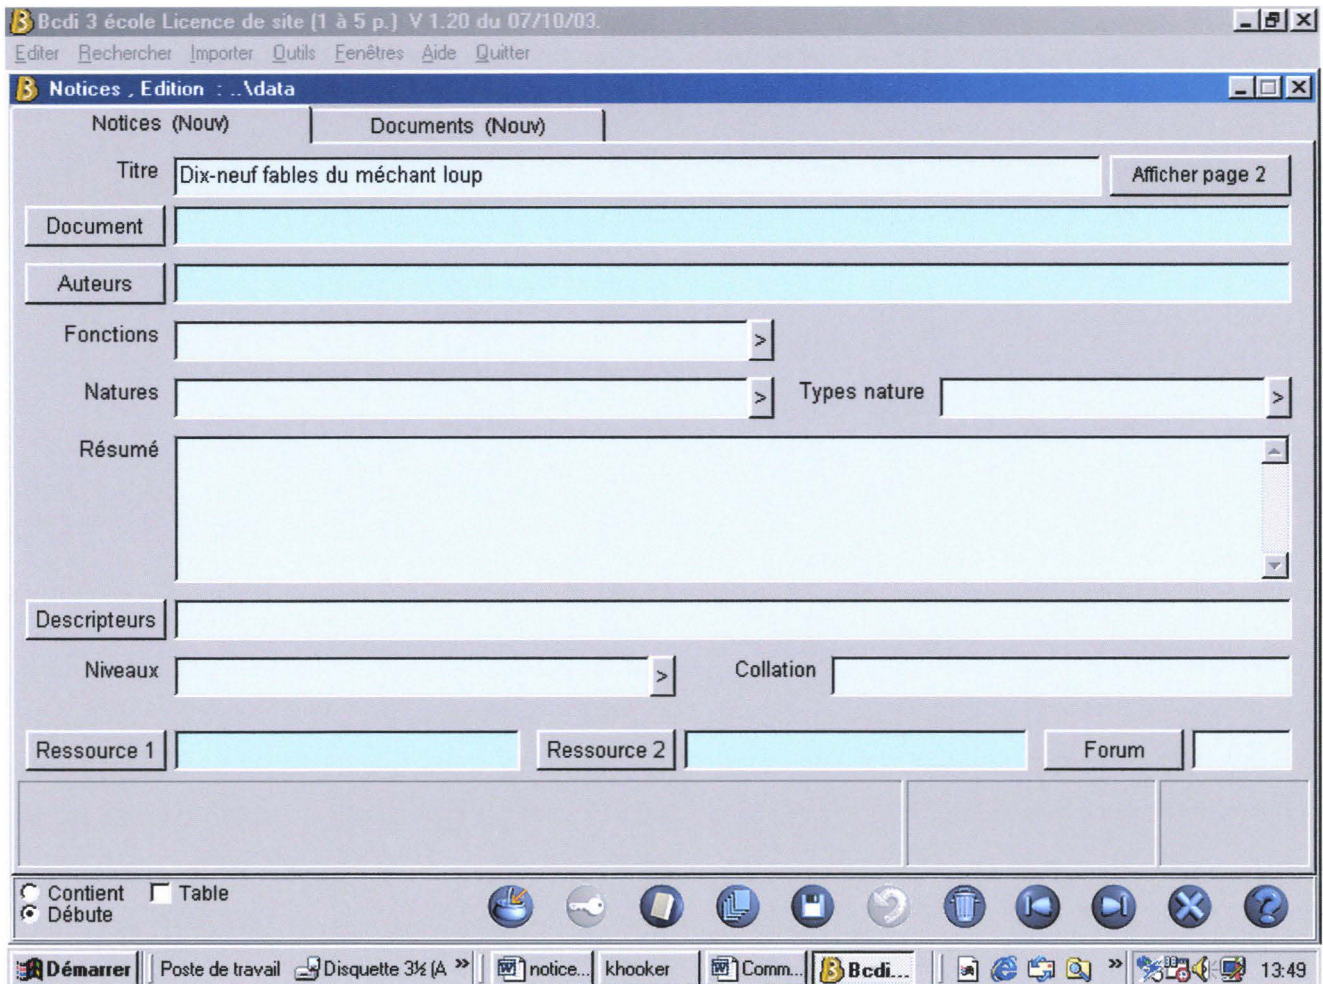 Bcdi 3 école Licence de site (1 à 5 p.) V 1.20 du 07/10/03.
Editer Rechercher Importer Outils Fenêtres Aide Quitter
Notices , Edition : ..\data
Notices (Nouv) Documents (Nouv)
Titre Dix-neuf fables du méchant loup Afficher page 2
Document
Auteurs
Fonctions >
Natures > Types nature >
Résumé
Descripteurs
Niveaux > Collation
Ressource 1 Ressource 2 Forum
Contient Table
Débute
Démarrer Poste de travail Disquette 3½ (A » notice... khooker Comm... Bcdi... » 13:49